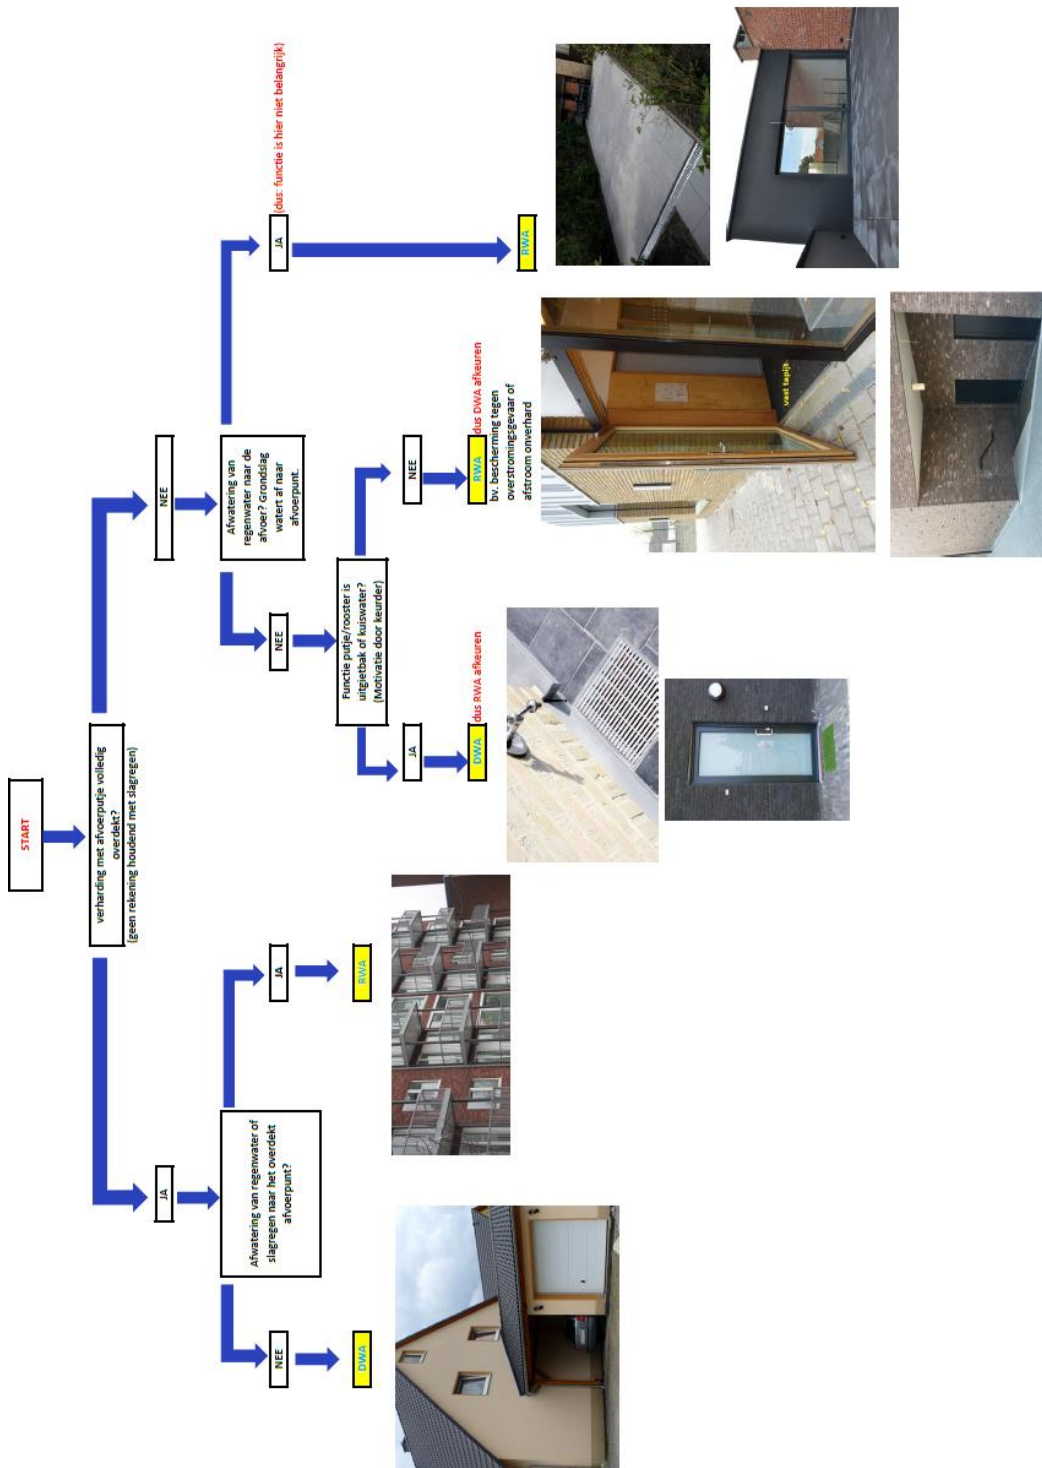 START
verharding met afvoerputje volledig
overdekt?
(geen rekening houdend met slagregen)
JA
Afwatering van regenwater of
slagregen naar het overdekt
afvoerpunt?
NEE
DWA
JA
RWA
NEE
Afwatering van
regenwater naar de
afvoer? Grondslag
watert af naar
afvoerpunt.
NEE
Functie putje/rooster is
uitgietbak of kuiswater?
(Motivatie door keurder)
JA
DWA dus RWA afkeuren
NEE
RWA dus DWA afkeuren
bv. bescherming tegen
overstromingsgevaar of
afstroom onverhard
vast tapijt
JA (dus: functie is hier niet belangrijk)
RWA